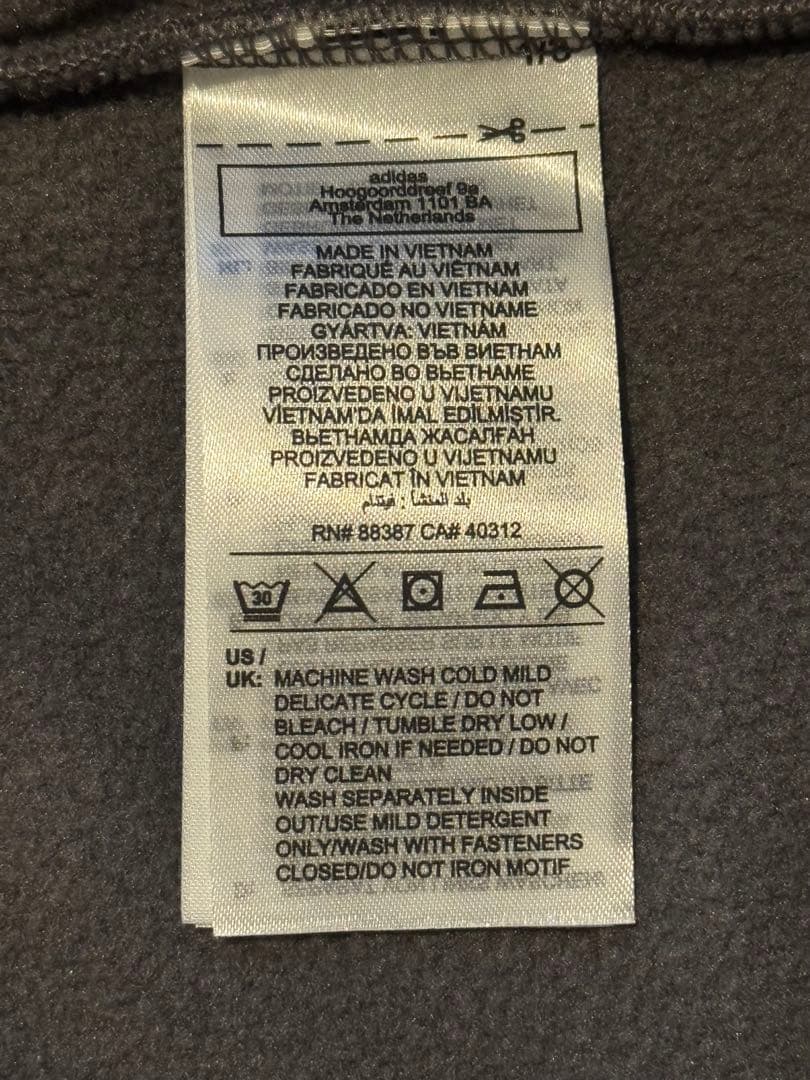 adidas
Hoogoorddreef 9a
Amsterdam 1101 BA
The Netherlands
MADE IN VIETNAM
FABRIQUÉ AU VIÊTNAM
FABRICADO EN VIETNAM
FABRICADO NO VIETNAME
GYÁRTVA: VIETNÁM
ПРОИЗВЕДЕНО ВЪВ ВИЕТНАМ
СДЕЛАНО ВО ВЬЕТНАМЕ
PROIZVEDENO U VIJETNAMU
VİETNAM'DA İMAL EDİLMİŞTİR.
ВЬЕТНАМДА ЖАСАЛҒАН
PROIZVEDENO U VIJETNAMU
FABRICAT ÎN VIETNAM
بلد المنشأ : فيتنام
RN# 88387 CA# 40312
30
US /
UK: MACHINE WASH COLD MILD
DELICATE CYCLE / DO NOT
BLEACH / TUMBLE DRY LOW /
COOL IRON IF NEEDED / DO NOT
DRY CLEAN
WASH SEPARATELY INSIDE
OUT/USE MILD DETERGENT
ONLY/WASH WITH FASTENERS
CLOSED/DO NOT IRON MOTIF